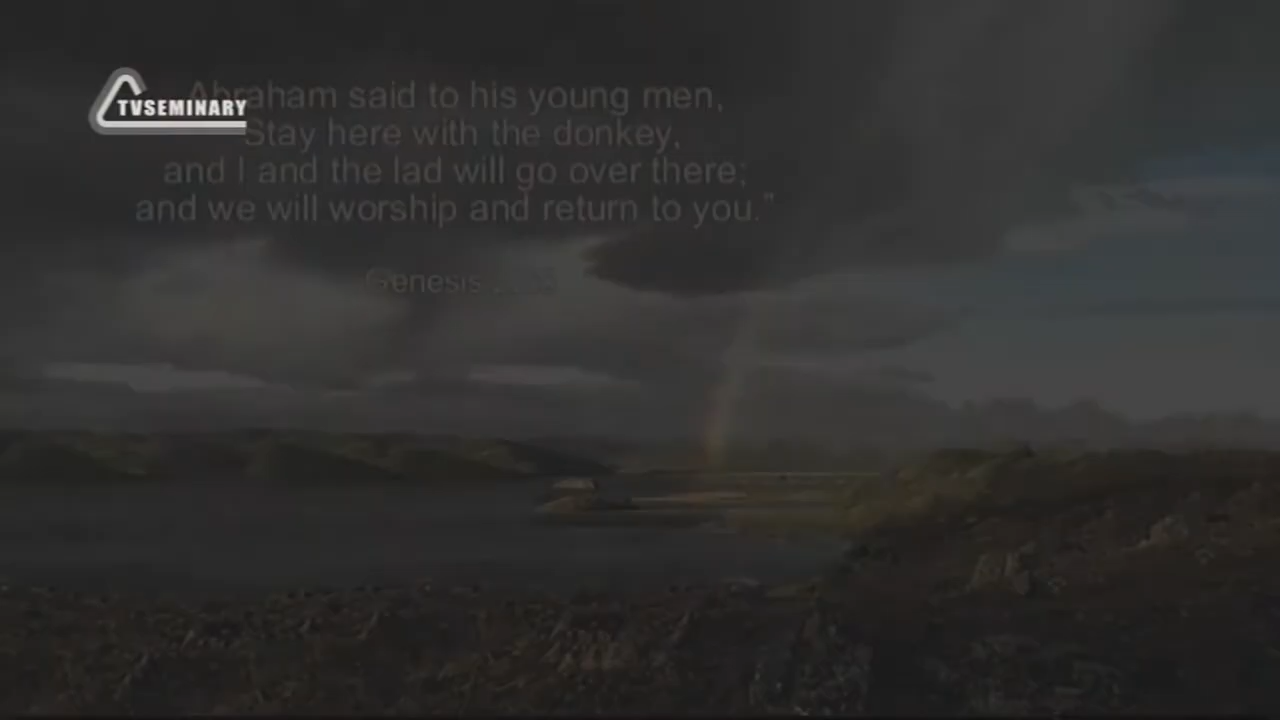 TVSEMINARY
Abraham said to his young men,
Stay here with the donkey,
and I and the lad will go over there;
and we will worship and return to you.”
Genesis